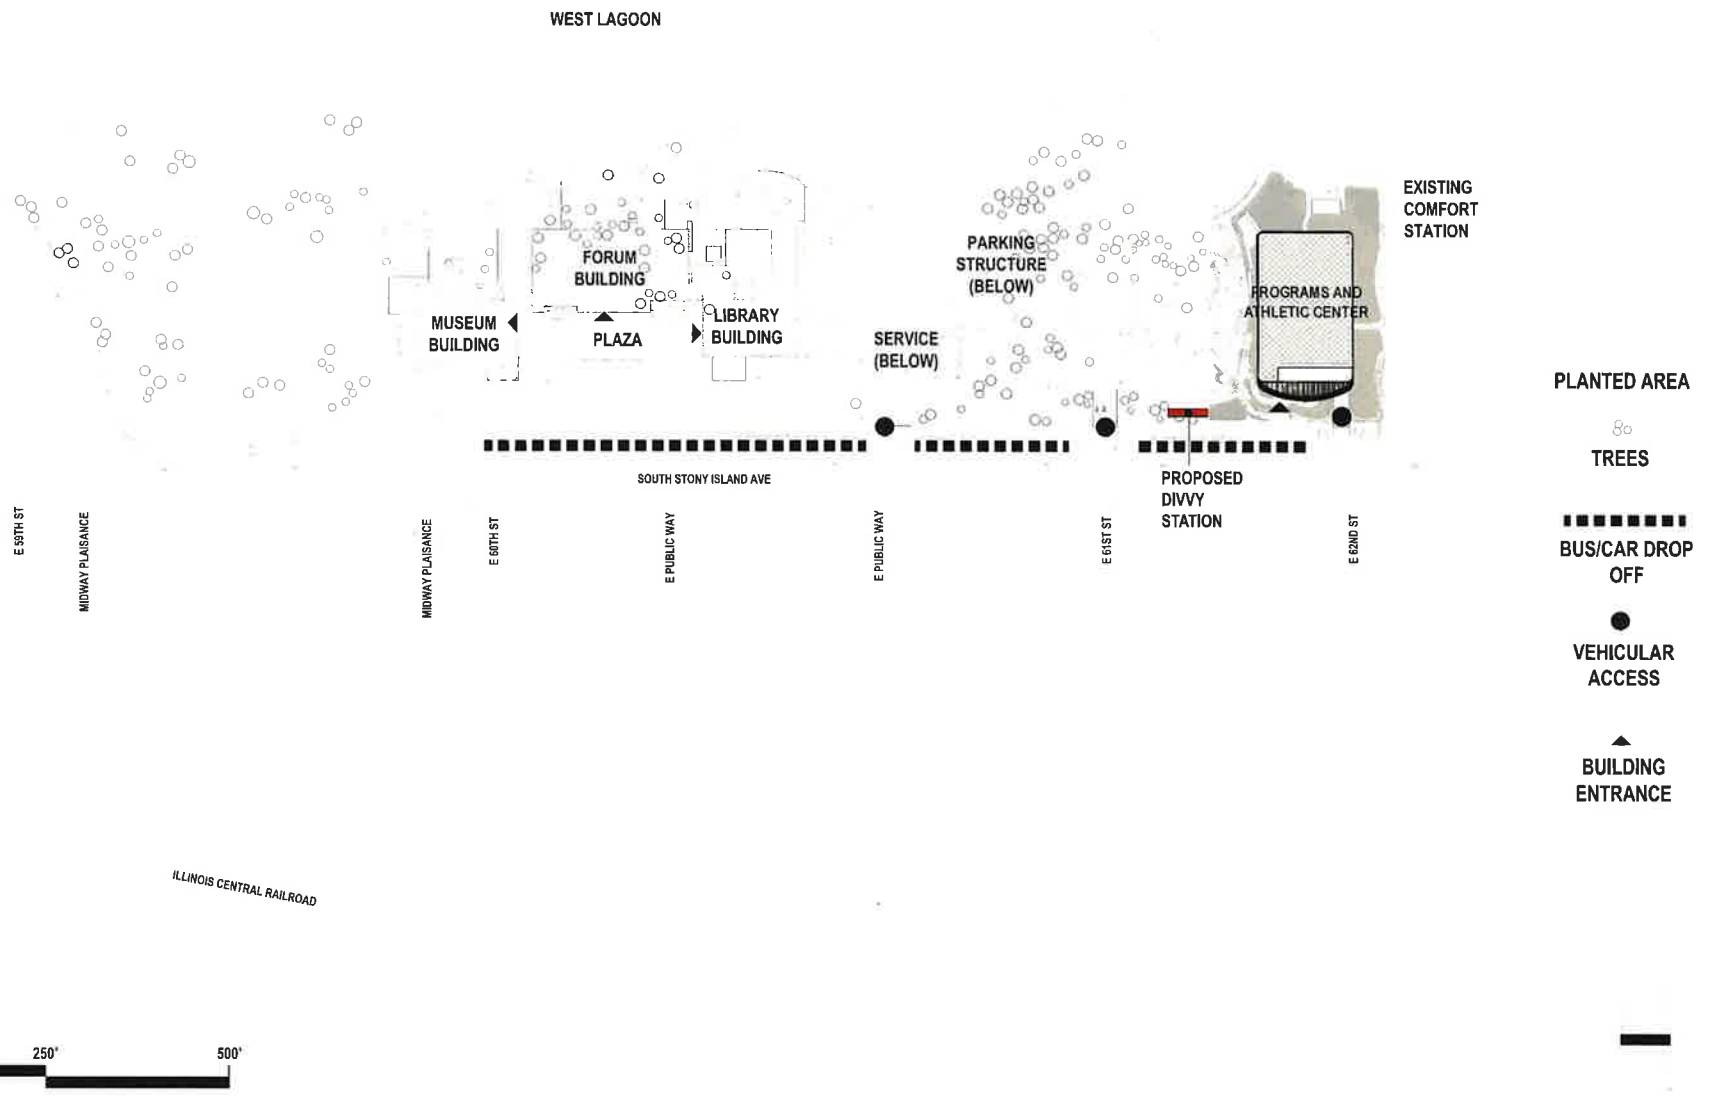 WEST LAGOON
EXISTING
COMFORT
STATION
PARKING
STRUCTURE
(BELOW)
FORUM
BUILDING
PROGRAMS AND
ATHLETIC CENTER
MUSEUM
BUILDING
PLAZA
LIBRARY
BUILDING
SERVICE
(BELOW)
PLANTED AREA
TREES
SOUTH STONY ISLAND AVE
PROPOSED
DIVVY
STATION
E 59TH ST
MIDWAY PLAISANCE
MIDWAY PLAISANCE
E 60TH ST
E PUBLIC WAY
E PUBLIC WAY
E 61ST ST
E 62ND ST
BUS/CAR DROP
OFF
VEHICULAR
ACCESS
BUILDING
ENTRANCE
ILLINOIS CENTRAL RAILROAD
250'
500'